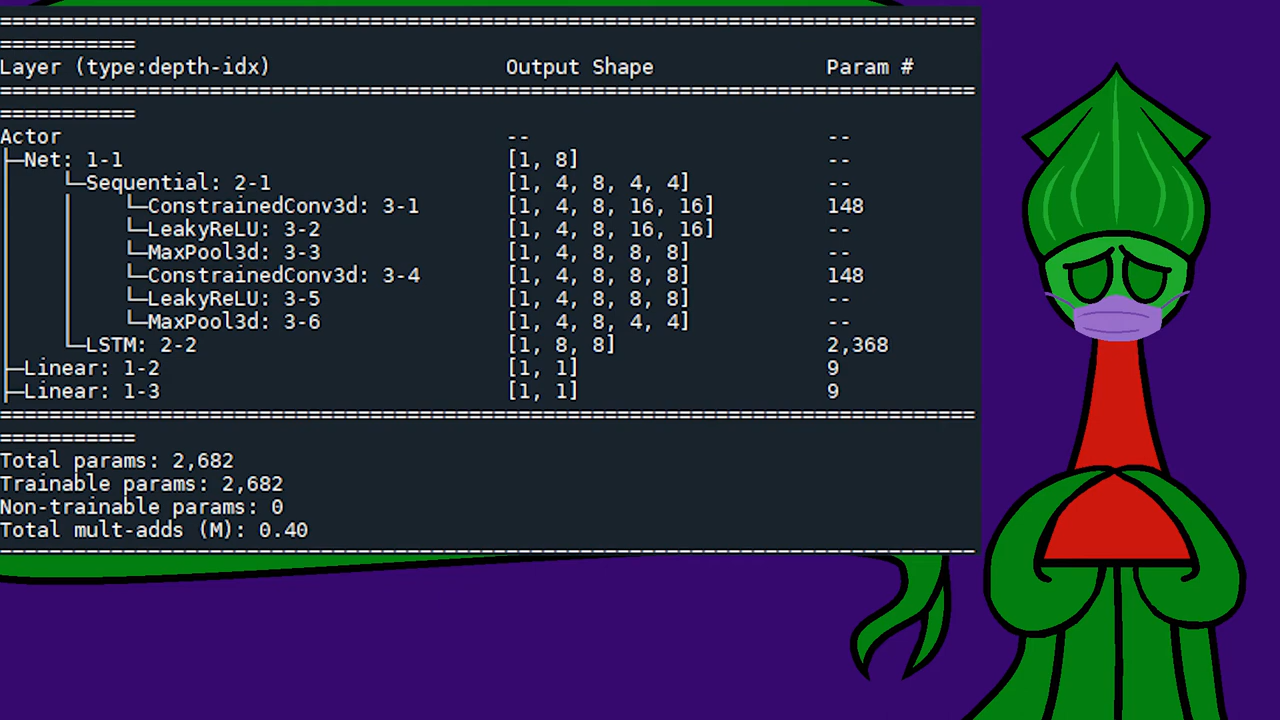 ===============================================================================================
===========
Layer (type:depth-idx)                   Output Shape              Param #
===============================================================================================
===========
Actor                                    --                        --
├─Net: 1-1                               [1, 8]                    --
│    └─Sequential: 2-1                   [1, 4, 8, 4, 4]           --
│    │    └─ConstrainedConv3d: 3-1       [1, 4, 8, 16, 16]         148
│    │    └─LeakyReLU: 3-2               [1, 4, 8, 16, 16]         --
│    │    └─MaxPool3d: 3-3               [1, 4, 8, 8, 8]           --
│    │    └─ConstrainedConv3d: 3-4       [1, 4, 8, 8, 8]           148
│    │    └─LeakyReLU: 3-5               [1, 4, 8, 8, 8]           --
│    │    └─MaxPool3d: 3-6               [1, 4, 8, 4, 4]           --
│    └─LSTM: 2-2                         [1, 8, 8]                 2,368
├─Linear: 1-2                            [1, 1]                    9
├─Linear: 1-3                            [1, 1]                    9
===============================================================================================
===========
Total params: 2,682
Trainable params: 2,682
Non-trainable params: 0
Total mult-adds (M): 0.40
===============================================================================================